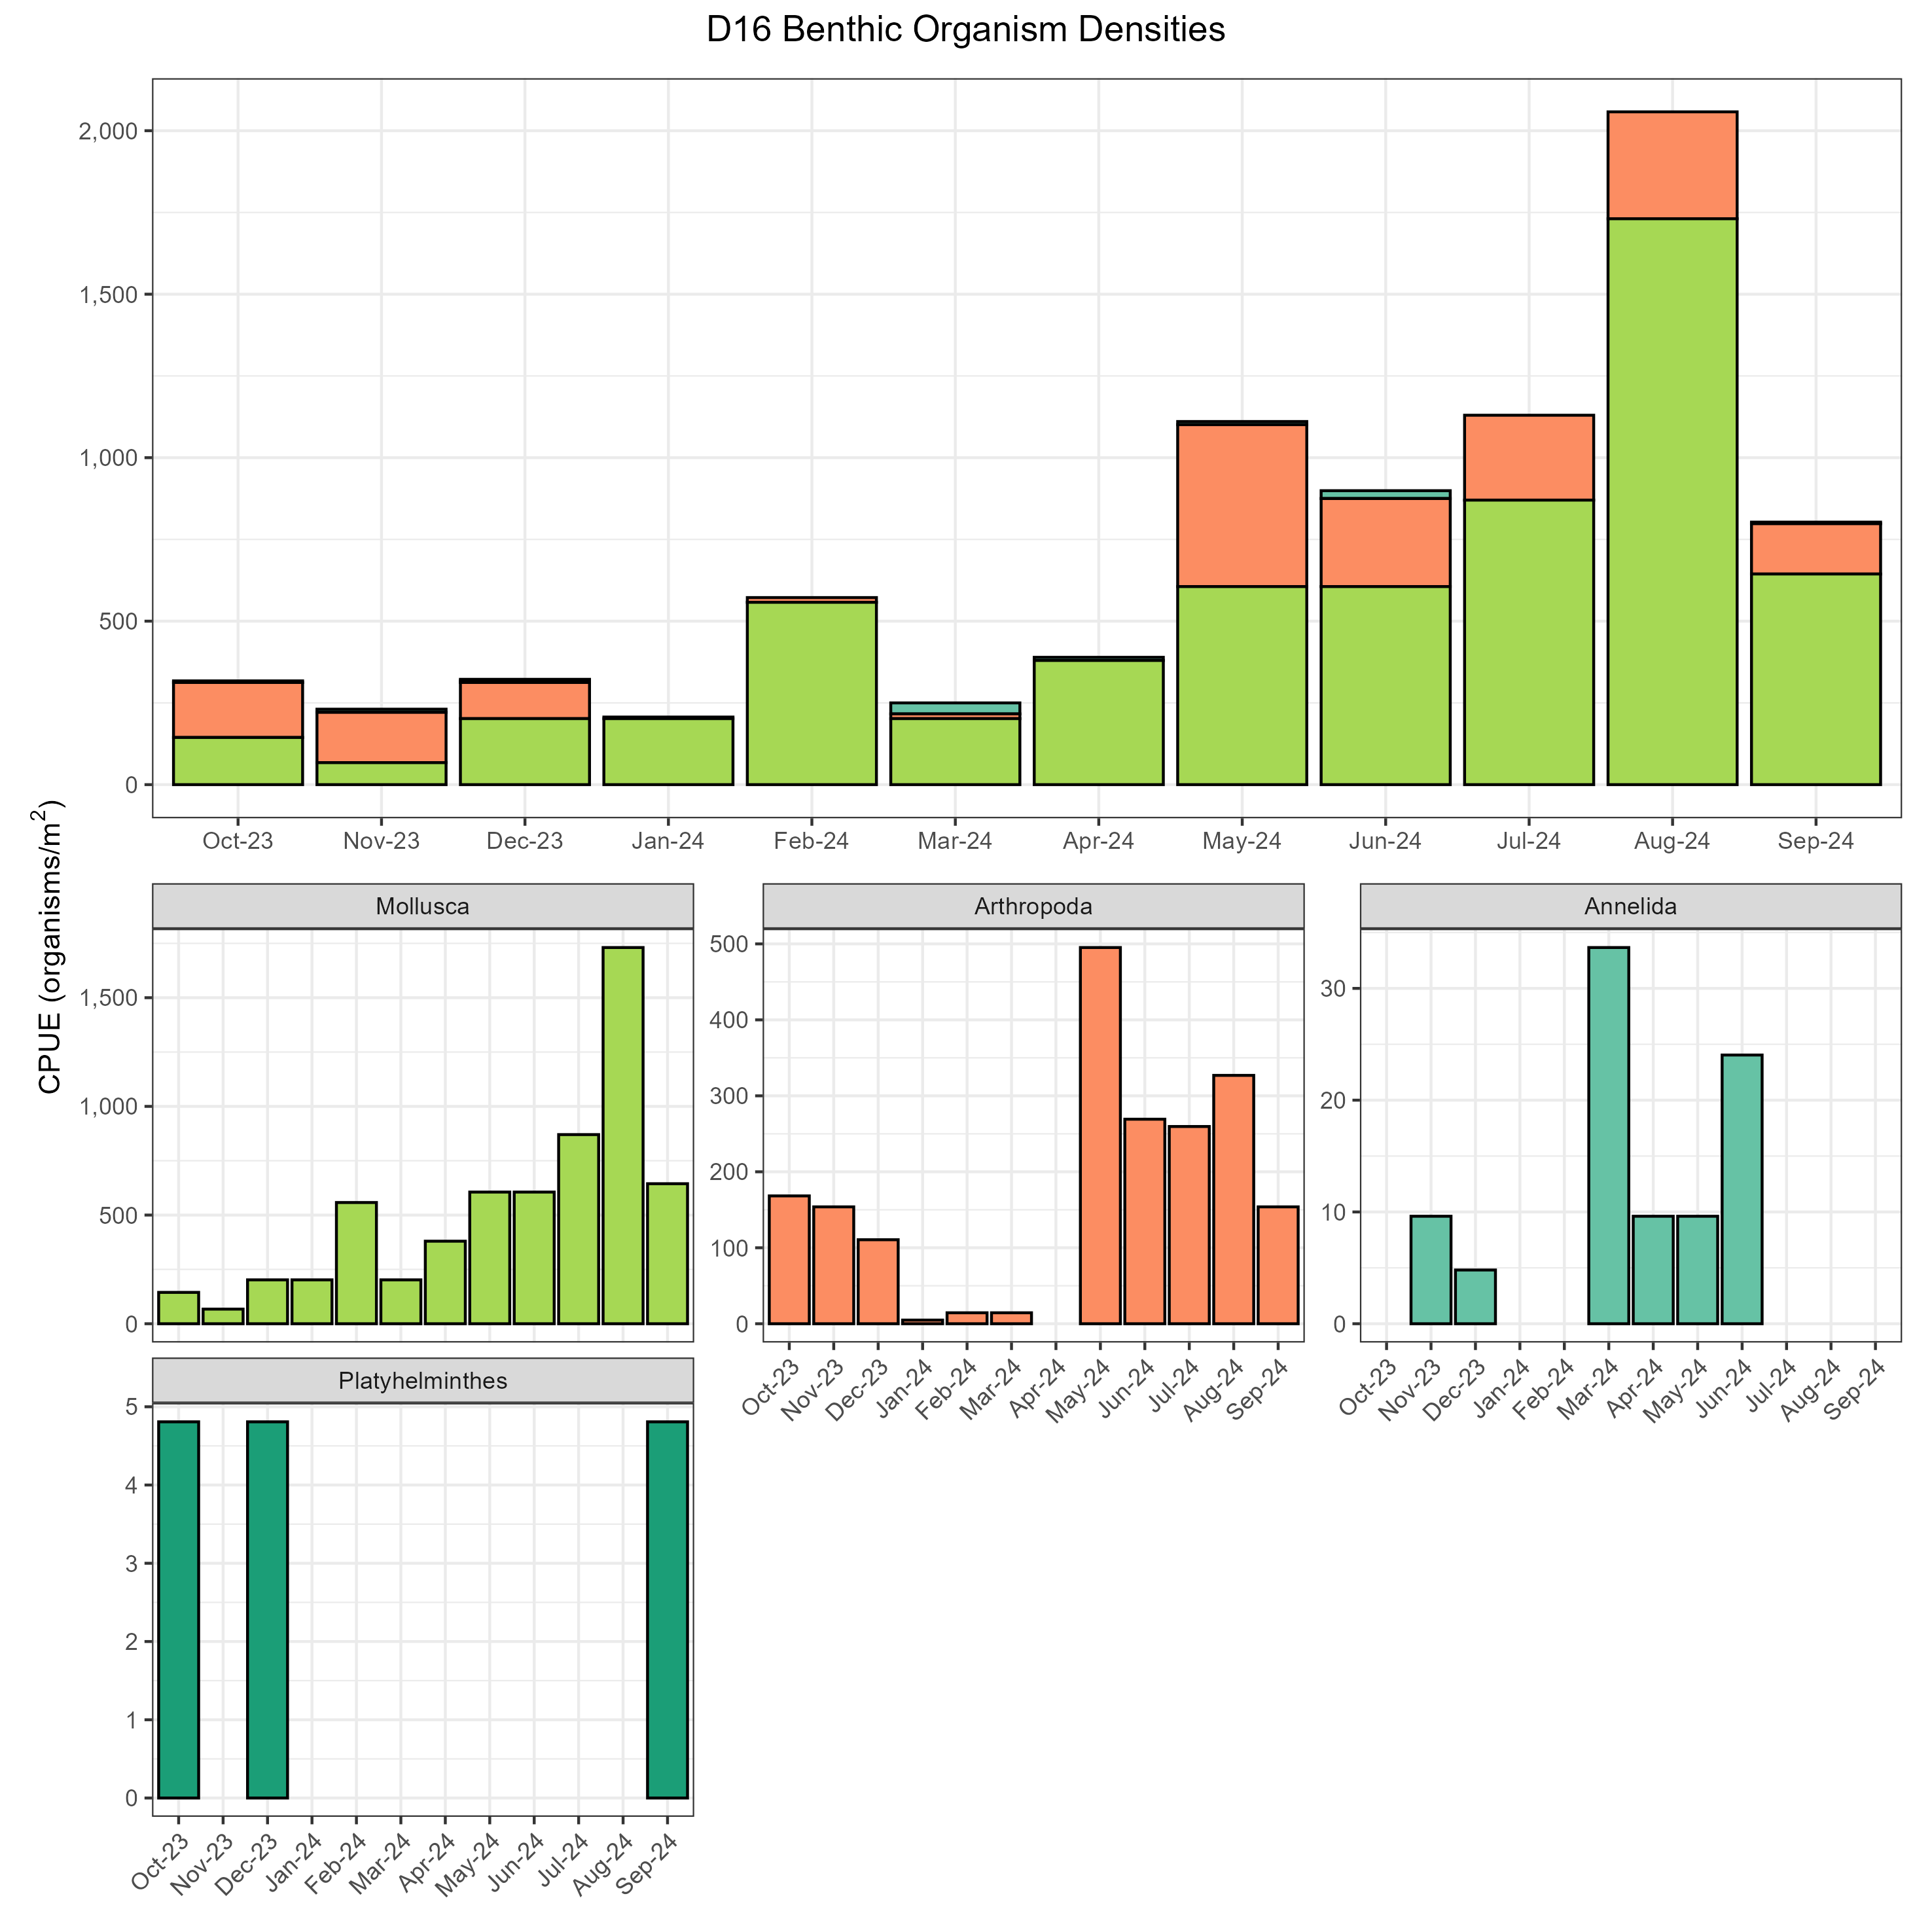 D16 Benthic Organism Densities
CPUE (organisms/m²)
2,000
1,500
1,000
500
0
Oct-23 Nov-23 Dec-23 Jan-24 Feb-24 Mar-24 Apr-24 May-24 Jun-24 Jul-24 Aug-24 Sep-24
Mollusca
1,500
1,000
500
0
Arthropoda
500
400
300
200
100
0
Oct-23 Nov-23 Dec-23 Jan-24 Feb-24 Mar-24 Apr-24 May-24 Jun-24 Jul-24 Aug-24 Sep-24
Annelida
30
20
10
0
Oct-23 Nov-23 Dec-23 Jan-24 Feb-24 Mar-24 Apr-24 May-24 Jun-24 Jul-24 Aug-24 Sep-24
Platyhelminthes
5
4
3
2
1
0
Oct-23 Nov-23 Dec-23 Jan-24 Feb-24 Mar-24 Apr-24 May-24 Jun-24 Jul-24 Aug-24 Sep-24